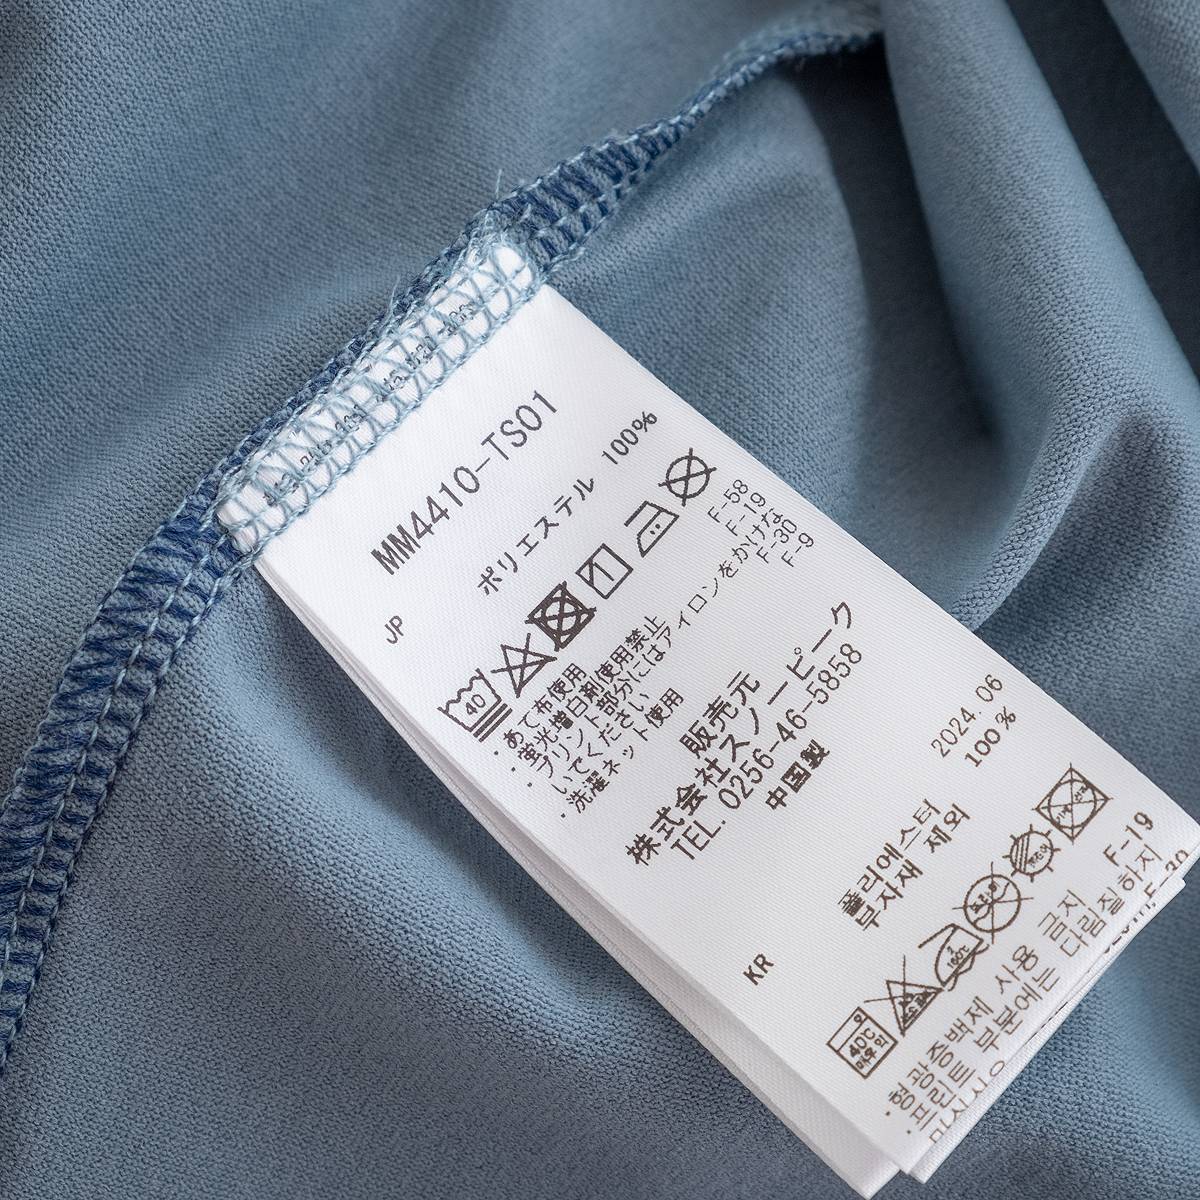 MM4410-TS01
JP
ポリエステル 100%
40
F-58
F-19
F-30
F-9
・あて布使用
・蛍光増白剤使用禁止
・プリント部分にはアイロンをかけな
いでください
・洗濯ネット使用
販売元
株式会社スノーピーク
TEL. 0256-46-5858
中国製
2024.06
100%
KR
폴리에스터
부자재 제외
40℃
160℃
F-19
・형광증백제 사용 금지
・프린트 부분에는 다림질하지